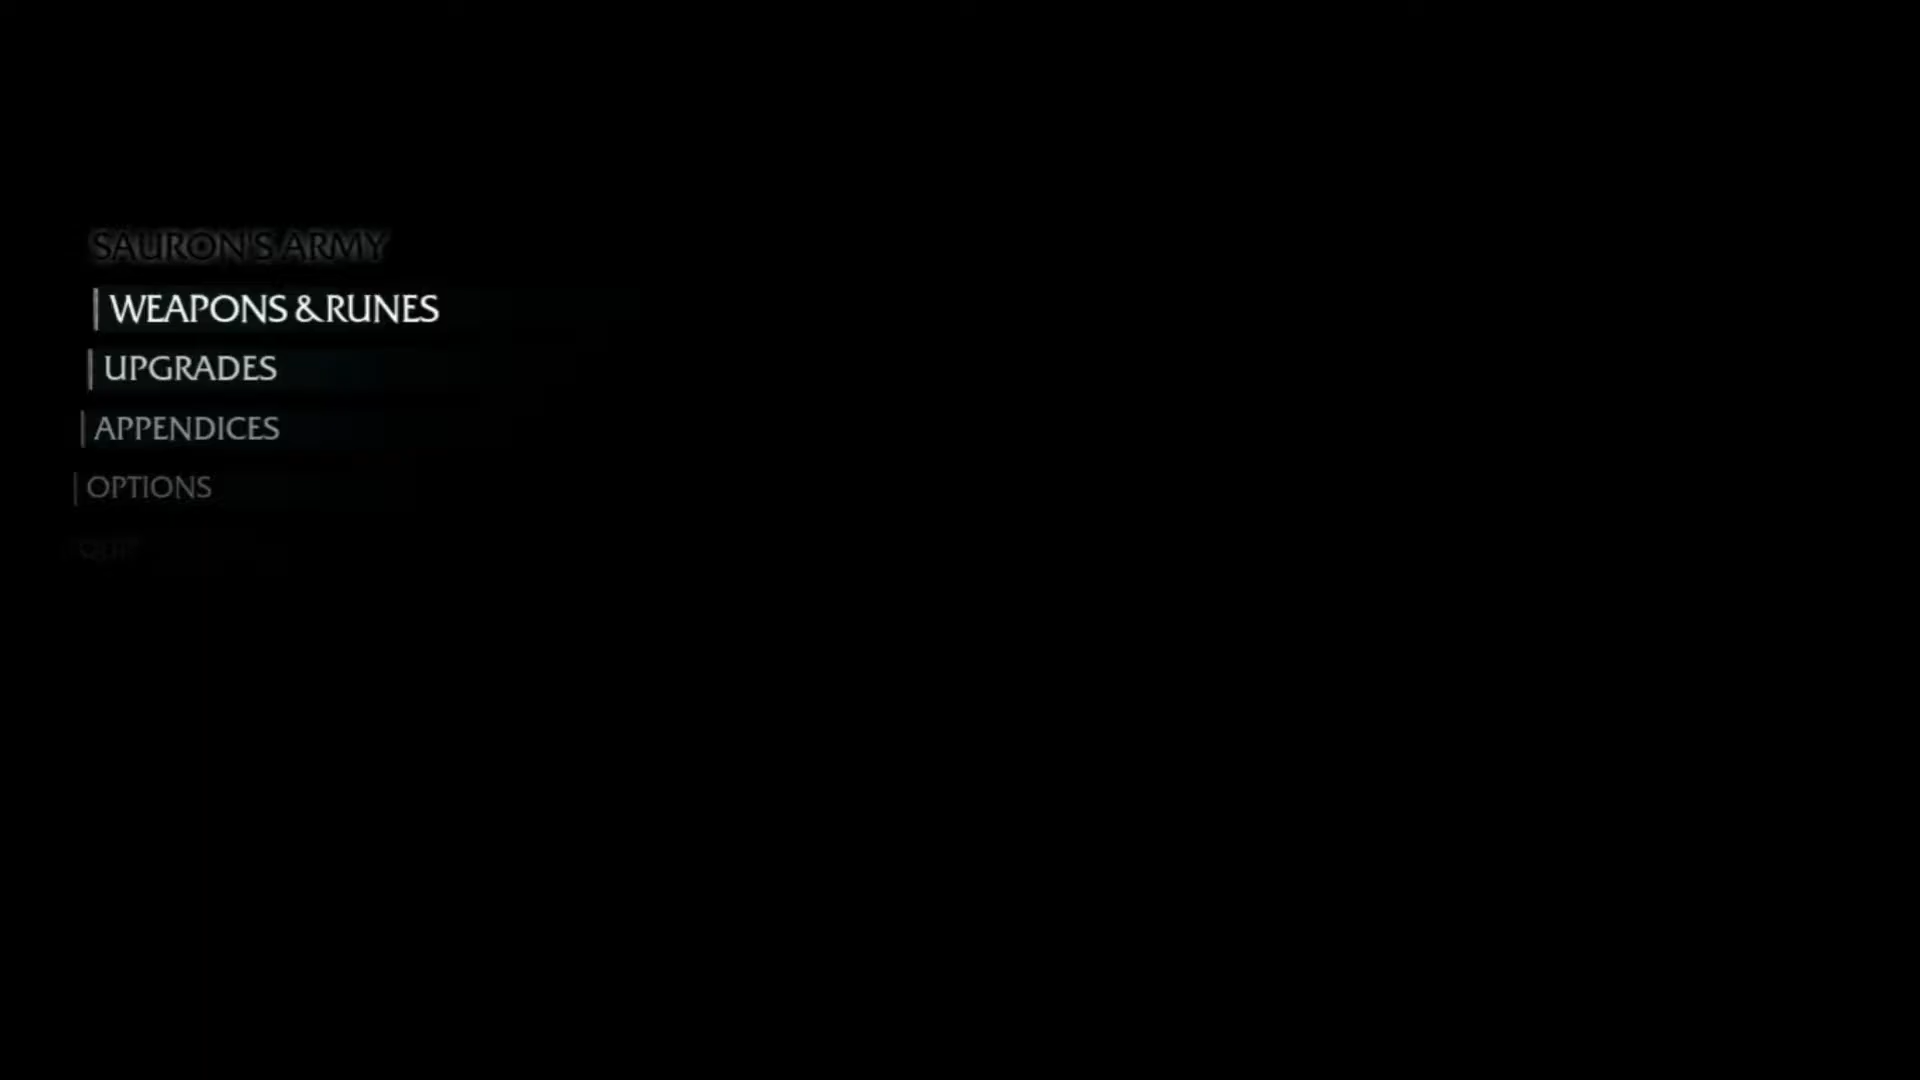 SAURON'S ARMY
WEAPONS & RUNES
UPGRADES
APPENDICES
OPTIONS